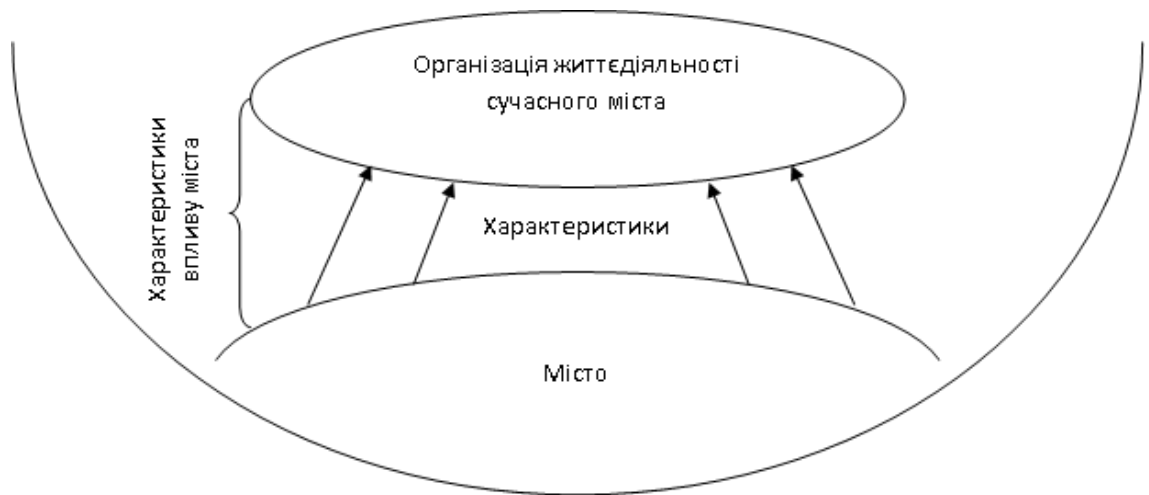 Організація життєдіяльності
сучасного міста
Характеристики
впливу міста
Характеристики
Місто